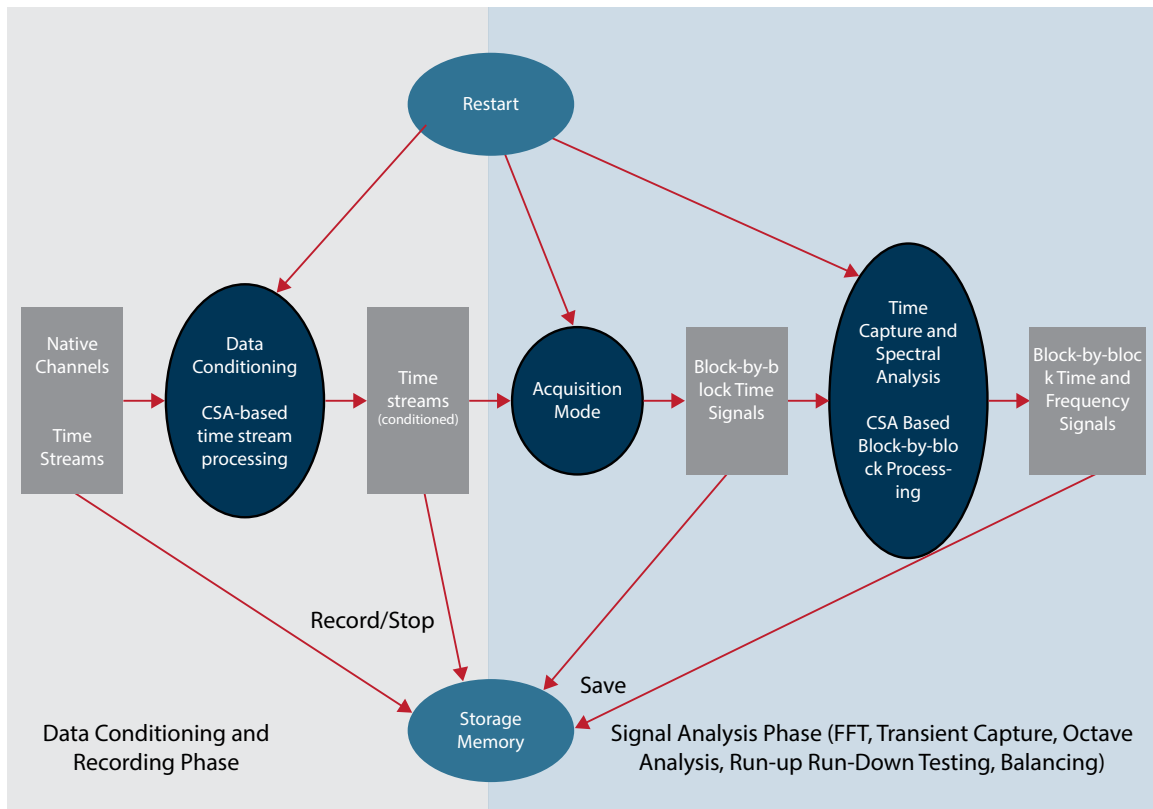 Restart
Native
Channels
Time
Streams
Data
Conditioning
CSA-based
time stream
processing
Time
streams
(conditioned)
Acquisition
Mode
Block-by-b
lock Time
Signals
Time
Capture and
Spectral
Analysis
CSA Based
Block-by-blo
ck Process-
ing
Block-by-bloc
k Time and
Frequency
Signals
Record/Stop
Save
Storage
Memory
Data Conditioning and
Recording Phase
Signal Analysis Phase (FFT, Transient Capture, Octave
Analysis, Run-up Run-Down Testing, Balancing)